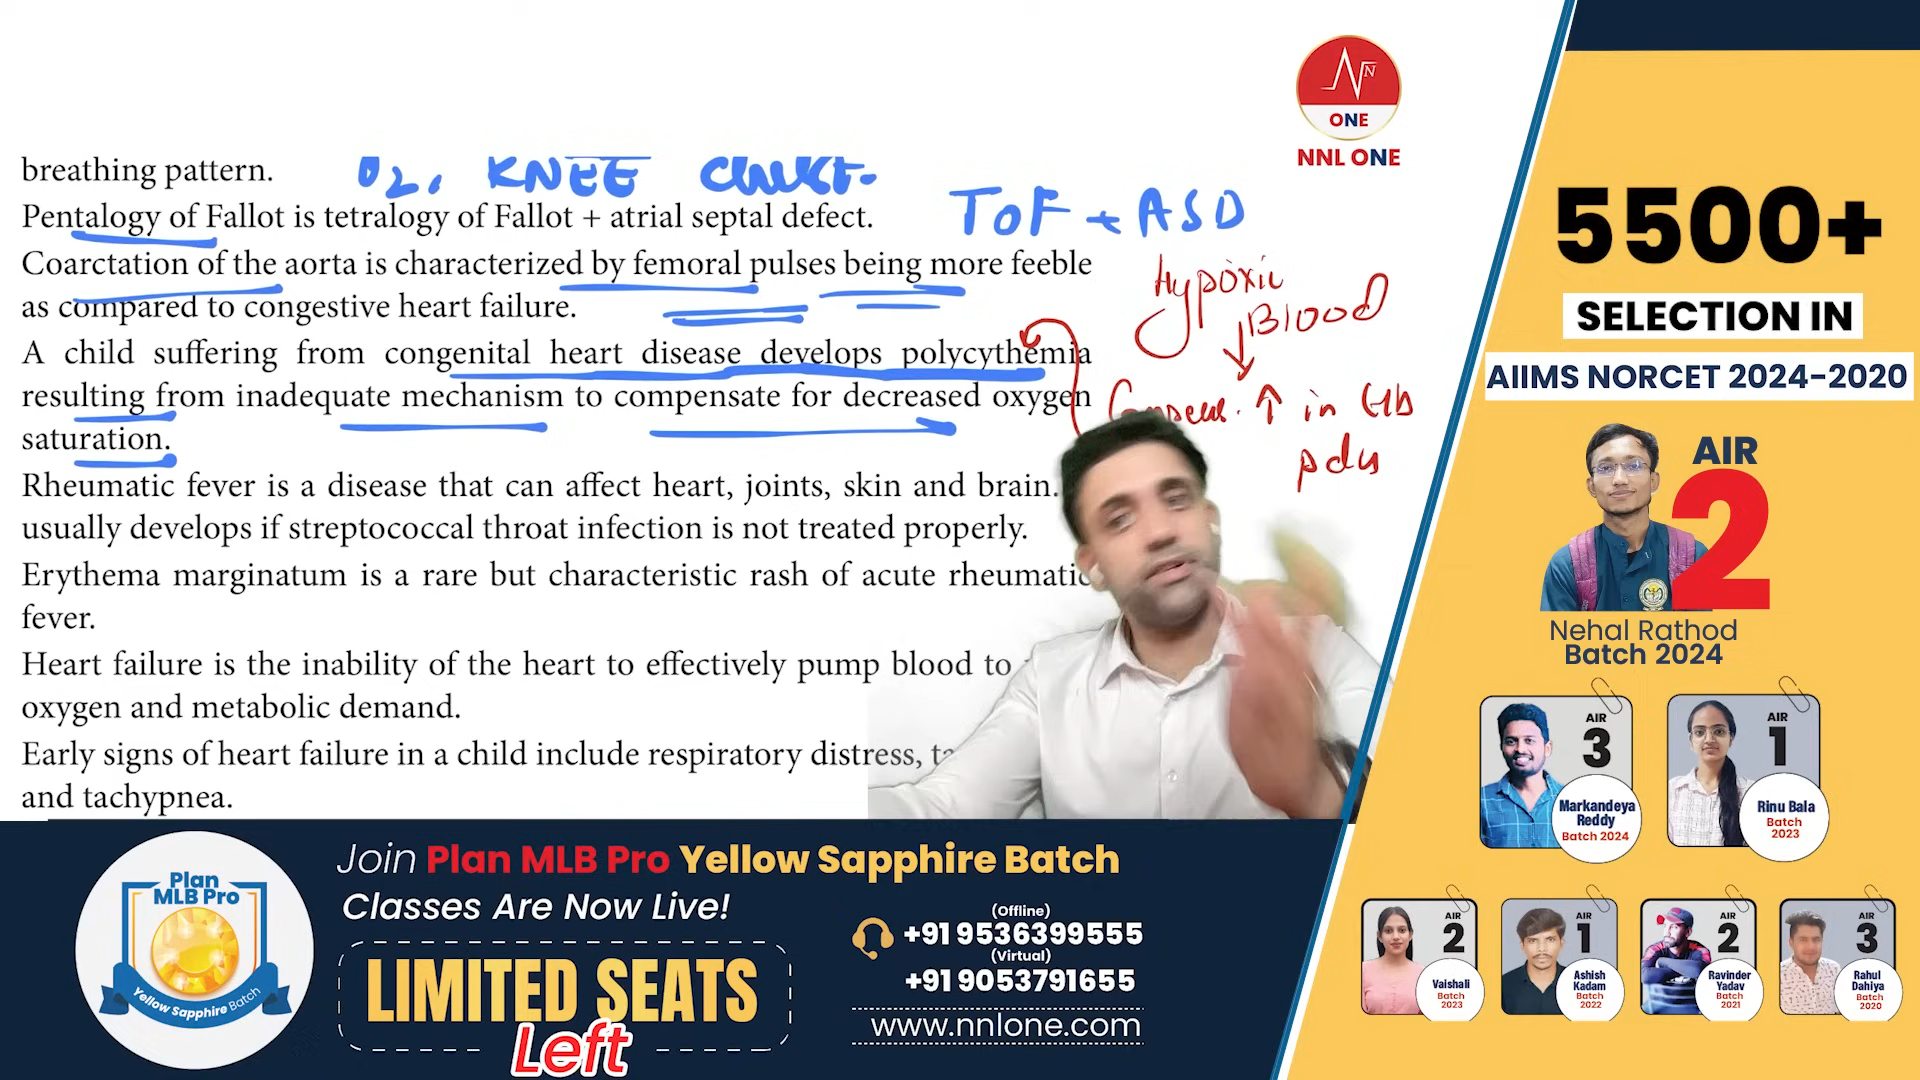 breathing pattern.
O2, KNEE CHEST.
Pentalogy of Fallot is tetralogy of Fallot + atrial septal defect.
TOF + ASD
Coarctation of the aorta is characterized by femoral pulses being more feeble
as compared to congestive heart failure.
Hypoxic
Blood
A child suffering from congenital heart disease develops polycythemia
resulting from inadequate mechanism to compensate for decreased oxygen
saturation.
↑ in Hb
Rheumatic fever is a disease that can affect heart, joints, skin and brain.
usually develops if streptococcal throat infection is not treated properly.
Erythema marginatum is a rare but characteristic rash of acute rheumatic
fever.
Heart failure is the inability of the heart to effectively pump blood to
oxygen and metabolic demand.
Early signs of heart failure in a child include respiratory distress,
and tachypnea.
N
ONE
NNL ONE
5500+
SELECTION IN
AIIMS NORCET 2024-2020
AIR
2
Nehal Rathod
Batch 2024
AIR
3
Markandeya
Reddy
Batch 2024
AIR
1
Rinu Bala
Batch
2023
AIR
2
Vaishali
Batch
2023
AIR
1
Ashish
Kadam
Batch
2022
AIR
2
Ravinder
Yadav
Batch
2021
AIR
3
Rahul
Dahiya
Batch
2020
Plan
MLB Pro
Yellow Sapphire Batch
Join Plan MLB Pro Yellow Sapphire Batch
Classes Are Now Live!
LIMITED SEATS
Left
(Offline)
+91 9536399555
(Virtual)
+91 9053791655
www.nnlone.com